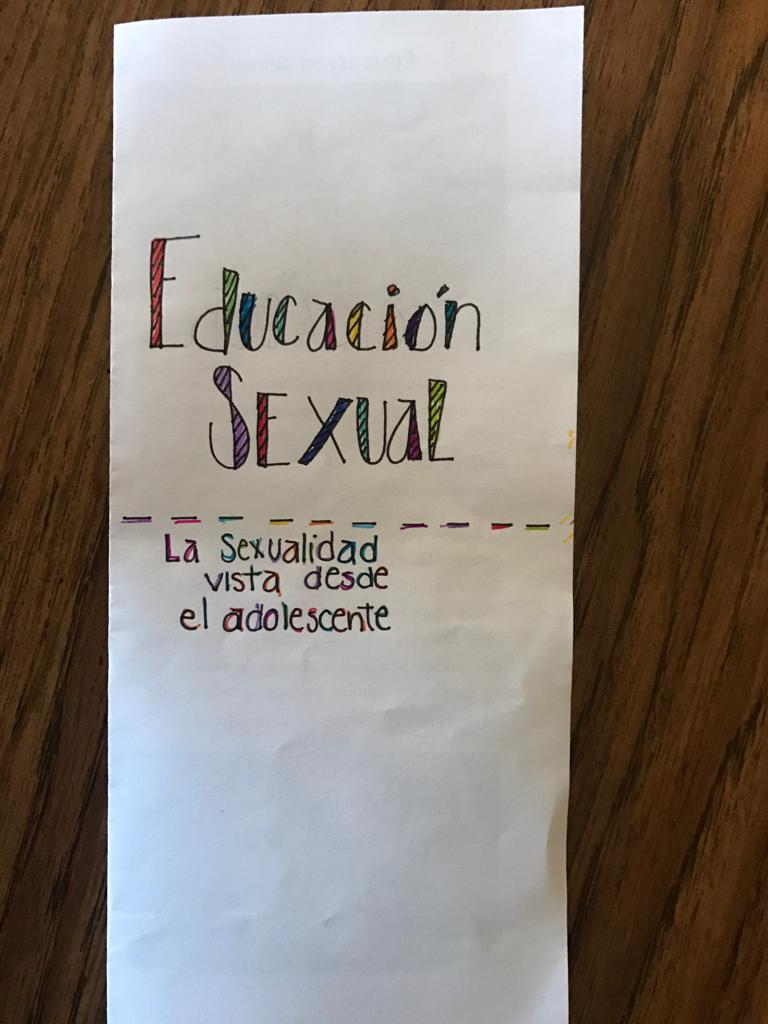 Educación
Sexual
La Sexualidad
vista desde
el adolescente